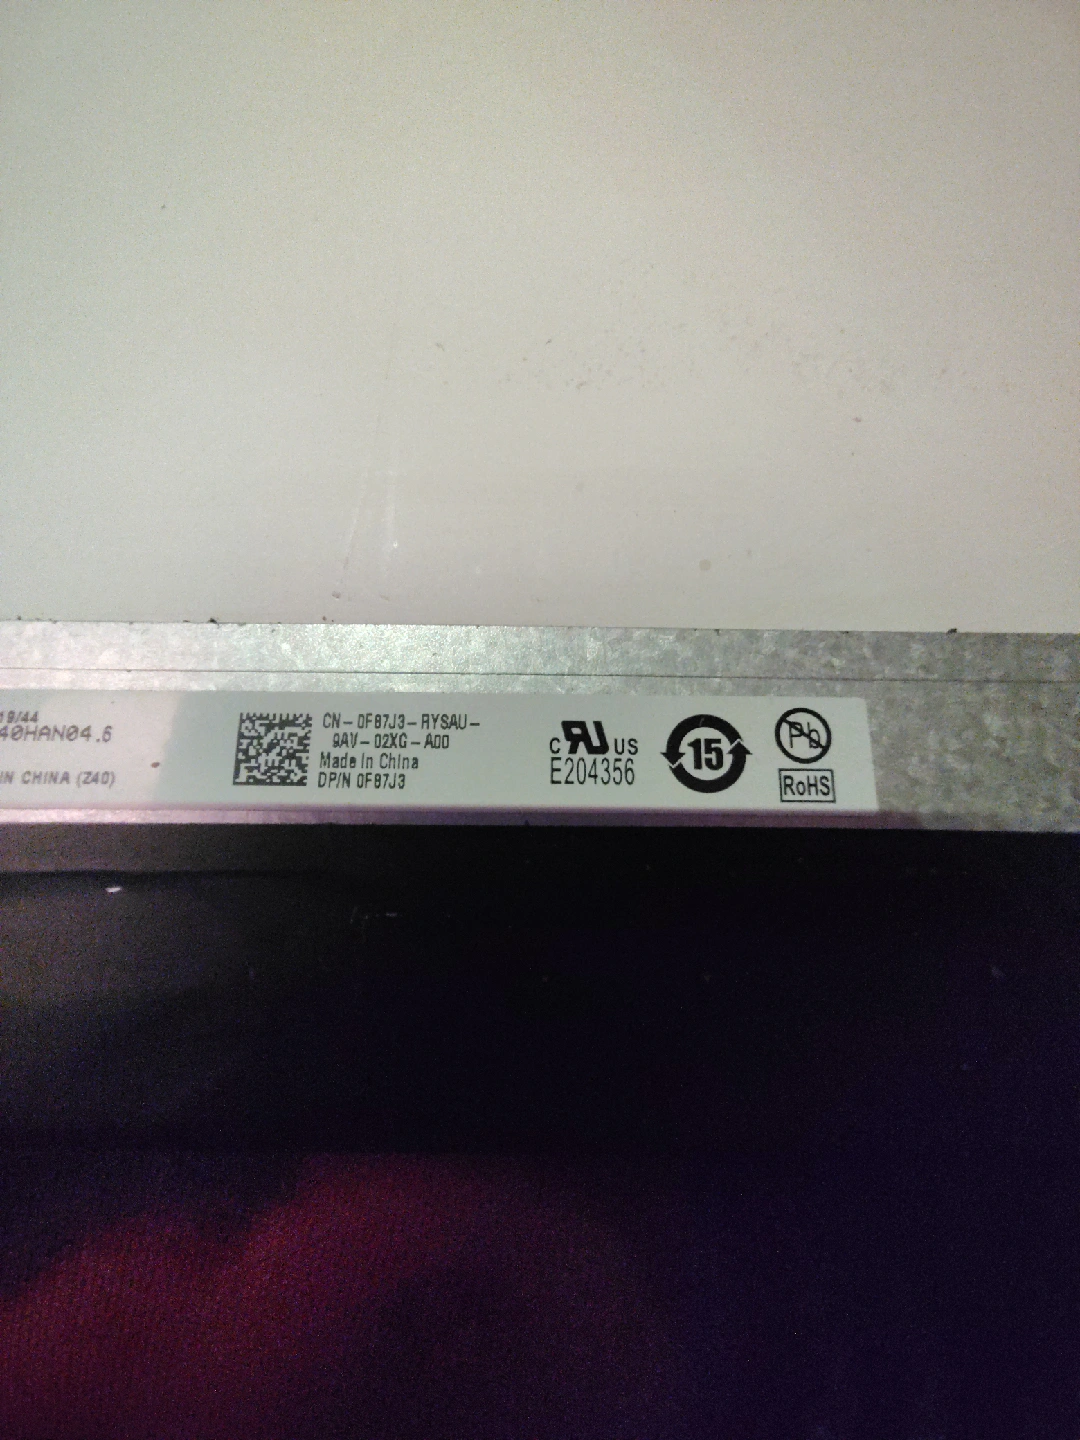 19/44
40HAN04.6
IN CHINA (Z40)
CN-0F87J3-RYSAU-
9AV-02XG-A00
Made in China
DP/N 0F87J3
C RU US
E204356
15
Pb
RoHS